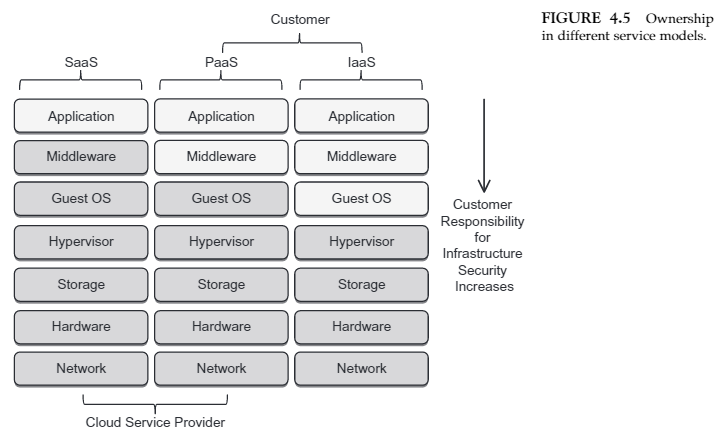 Customer
FIGURE 4.5 Ownership
in different service models.
SaaS PaaS IaaS
Application Application Application
Middleware Middleware Middleware
Guest OS Guest OS Guest OS
Hypervisor Hypervisor Hypervisor
Storage Storage Storage
Hardware Hardware Hardware
Network Network Network
Customer
Responsibility
for
Infrastructure
Security
Increases
Cloud Service Provider